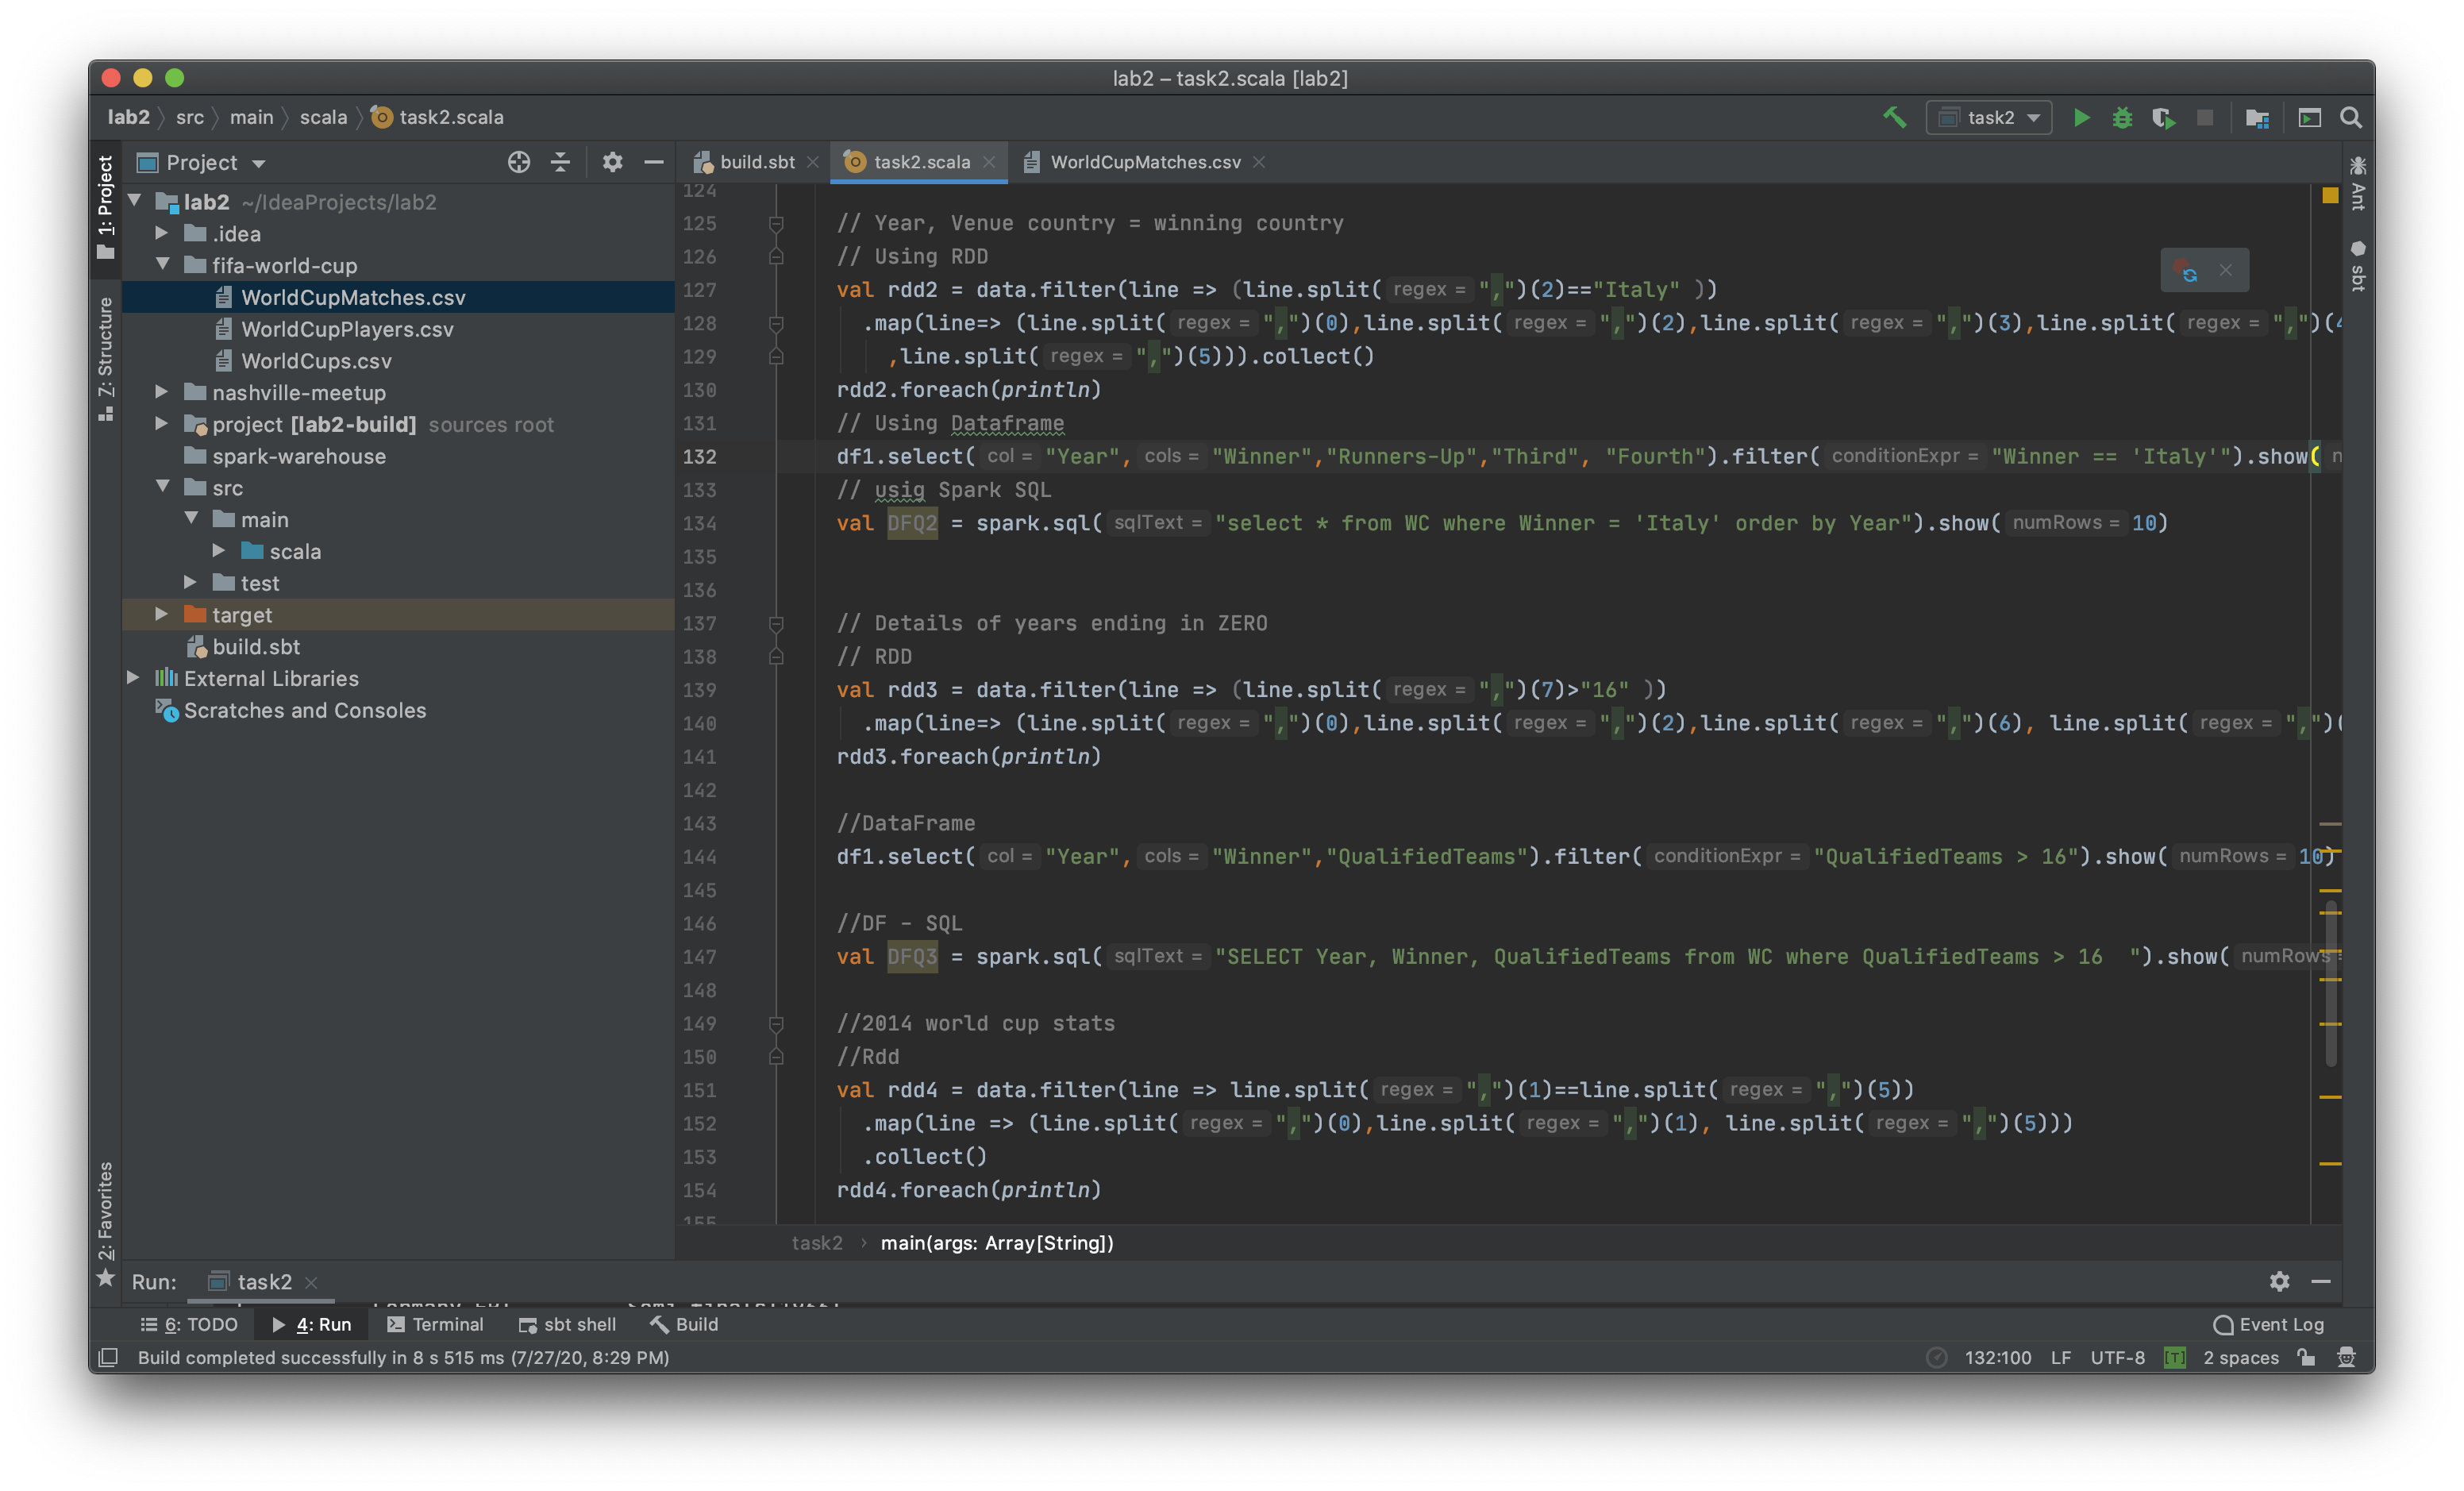 lab2 – task2.scala [lab2]
lab2 src main scala task2.scala
task2
1: Project
Project
build.sbt
task2.scala
WorldCupMatches.csv
lab2 ~/IdeaProjects/lab2
.idea
fifa-world-cup
WorldCupMatches.csv
WorldCupPlayers.csv
WorldCups.csv
nashville-meetup
project [lab2-build] sources root
spark-warehouse
src
main
scala
test
target
build.sbt
External Libraries
Scratches and Consoles
7: Structure
2: Favorites
124
125 // Year, Venue country = winning country
126 // Using RDD
127 val rdd2 = data.filter(line => (line.split( regex = ",")(2)=="Italy" ))
128 .map(line=> (line.split( regex = ",")(0),line.split( regex = ",")(2),line.split( regex = ",")(3),line.split( regex = ",")(4
129 ,line.split( regex = ",")(5))).collect()
130 rdd2.foreach(println)
131 // Using Dataframe
132 df1.select( col = "Year", cols = "Winner","Runners-Up","Third", "Fourth").filter( conditionExpr = "Winner == 'Italy'").show( n
133 // usig Spark SQL
134 val DFQ2 = spark.sql( sqlText = "select * from WC where Winner = 'Italy' order by Year").show( numRows = 10)
135
136
137 // Details of years ending in ZERO
138 // RDD
139 val rdd3 = data.filter(line => (line.split( regex = ",")(7)>"16" ))
140 .map(line=> (line.split( regex = ",")(0),line.split( regex = ",")(2),line.split( regex = ",")(6), line.split( regex = ",")(
141 rdd3.foreach(println)
142
143 //DataFrame
144 df1.select( col = "Year", cols = "Winner","QualifiedTeams").filter( conditionExpr = "QualifiedTeams > 16").show( numRows = 10)
145
146 //DF - SQL
147 val DFQ3 = spark.sql( sqlText = "SELECT Year, Winner, QualifiedTeams from WC where QualifiedTeams > 16  ").show( numRows =
148
149 //2014 world cup stats
150 //Rdd
151 val rdd4 = data.filter(line => line.split( regex = ",")(1)==line.split( regex = ",")(5))
152 .map(line => (line.split( regex = ",")(0),line.split( regex = ",")(1), line.split( regex = ",")(5)))
153 .collect()
154 rdd4.foreach(println)
155
Ant
sbt
task2 › main(args: Array[String])
Run: task2
6: TODO 4: Run Terminal sbt shell Build Event Log
Build completed successfully in 8 s 515 ms (7/27/20, 8:29 PM) 132:100 LF UTF-8 [T] 2 spaces